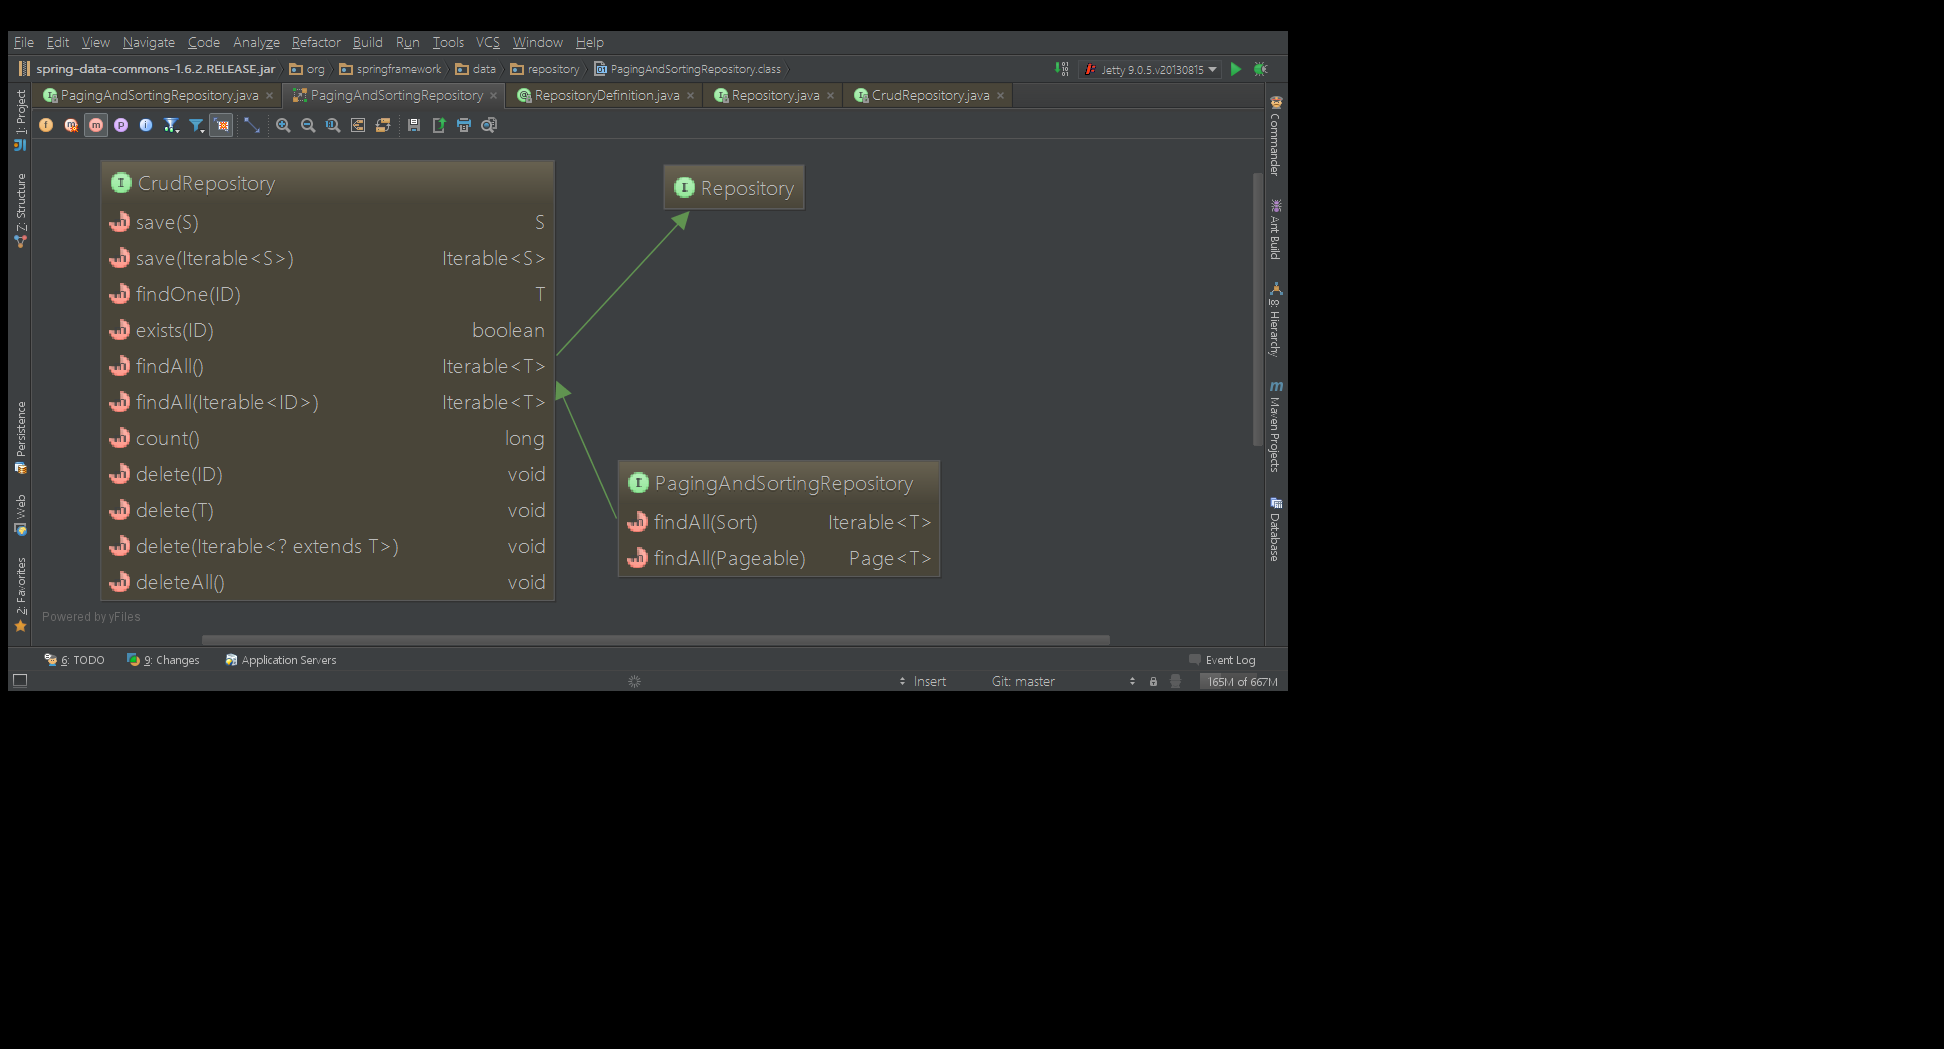 File Edit View Navigate Code Analyze Refactor Build Run Tools VCS Window Help
spring-data-commons-1.6.2.RELEASE.jar org springframework data repository PagingAndSortingRepository.class Jetty 9.0.5.v20130815
PagingAndSortingRepository.java PagingAndSortingRepository RepositoryDefinition.java Repository.java CrudRepository.java
1: Project
Z: Structure
Persistence
Web
2: Favorites
CrudRepository
save(S) S
save(Iterable<S>) Iterable<S>
findOne(ID) T
exists(ID) boolean
findAll() Iterable<T>
findAll(Iterable<ID>) Iterable<T>
count() long
delete(ID) void
delete(T) void
delete(Iterable<? extends T>) void
deleteAll() void
Repository
PagingAndSortingRepository
findAll(Sort) Iterable<T>
findAll(Pageable) Page<T>
Powered by yFiles
Commander
Ant Build
8: Hierarchy
Maven Projects
Database
6: TODO 9: Changes Application Servers Event Log
Insert Git: master 165M of 667M